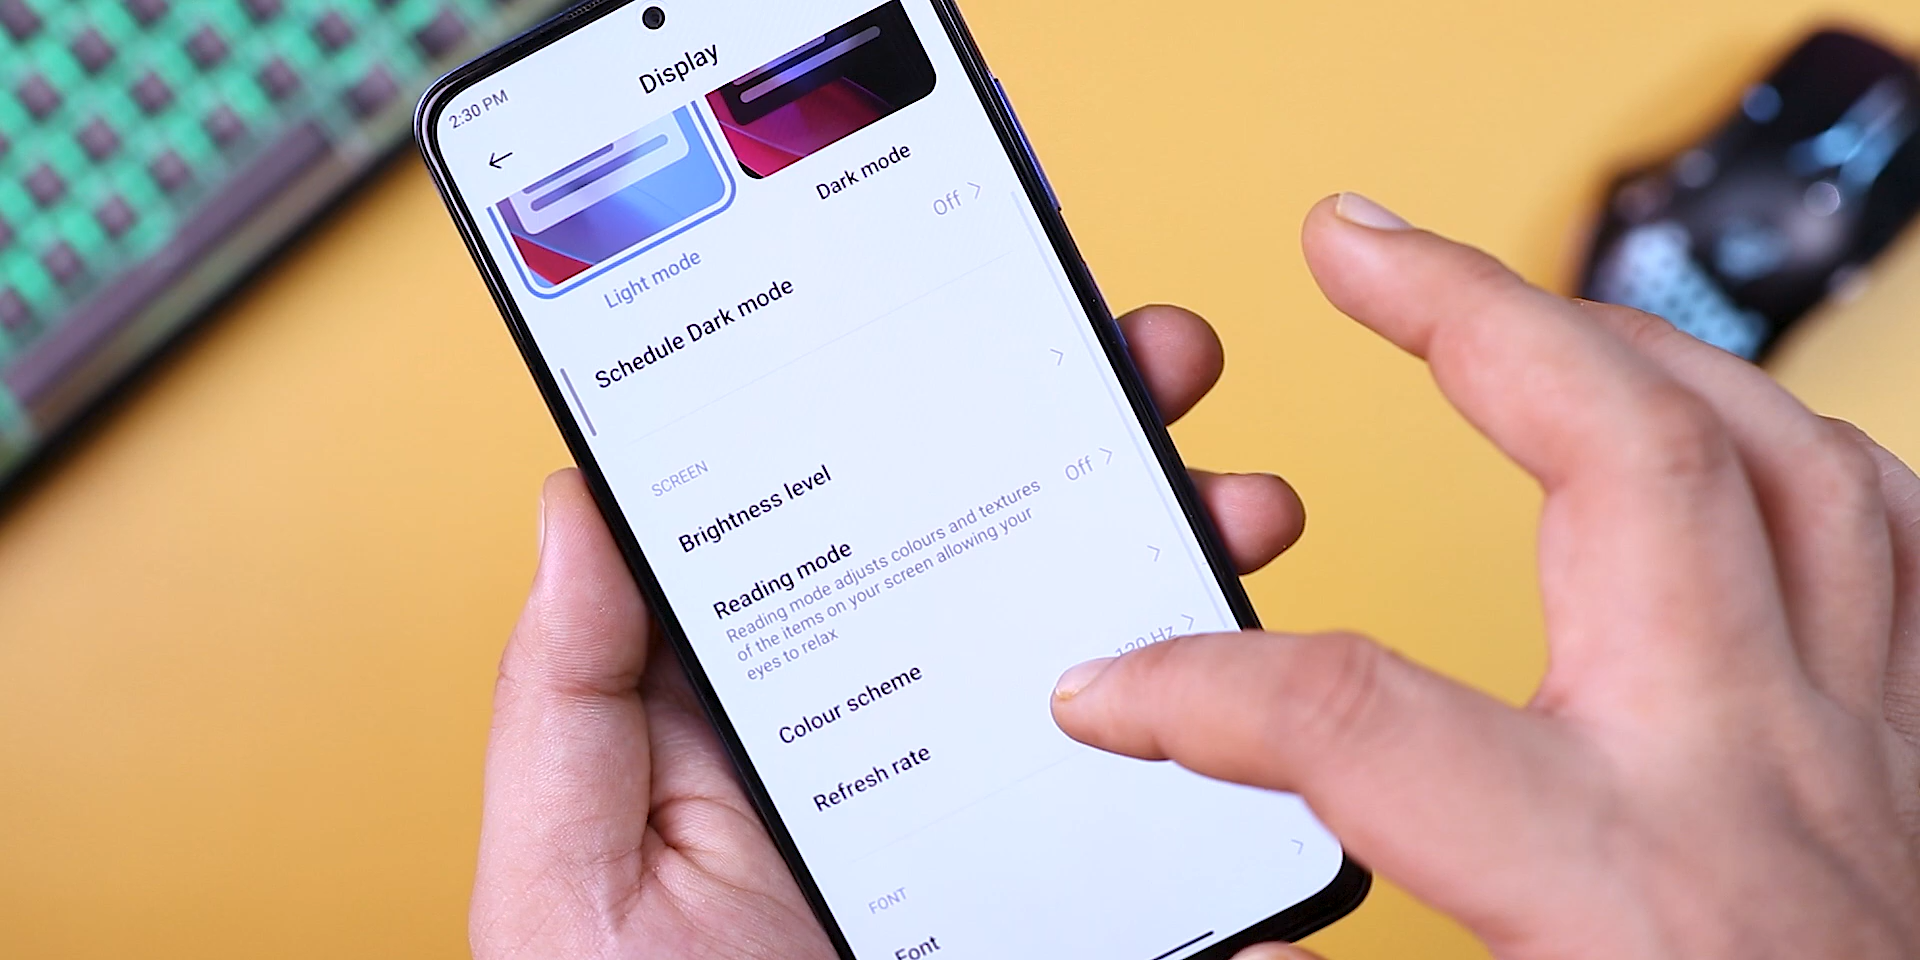 2:30 PM
Display
Light mode
Dark mode
Schedule Dark mode
Off
SCREEN
Brightness level
Reading mode
Off
Reading mode adjusts colours and textures
of the items on your screen allowing your
eyes to relax
Colour scheme
Refresh rate
120 Hz
FONT
Font